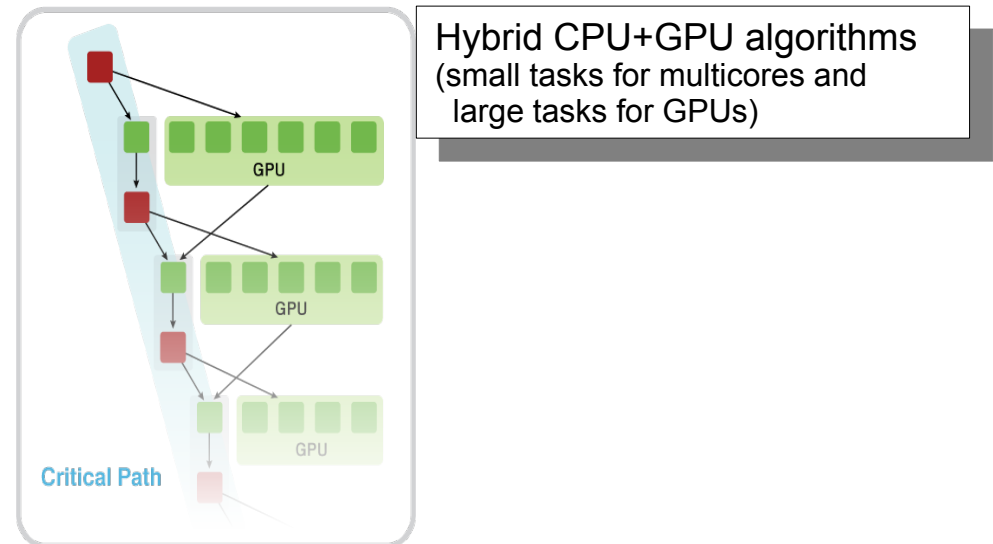 Hybrid CPU+GPU algorithms
(small tasks for multicores and
large tasks for GPUs)
GPU
GPU
GPU
Critical Path